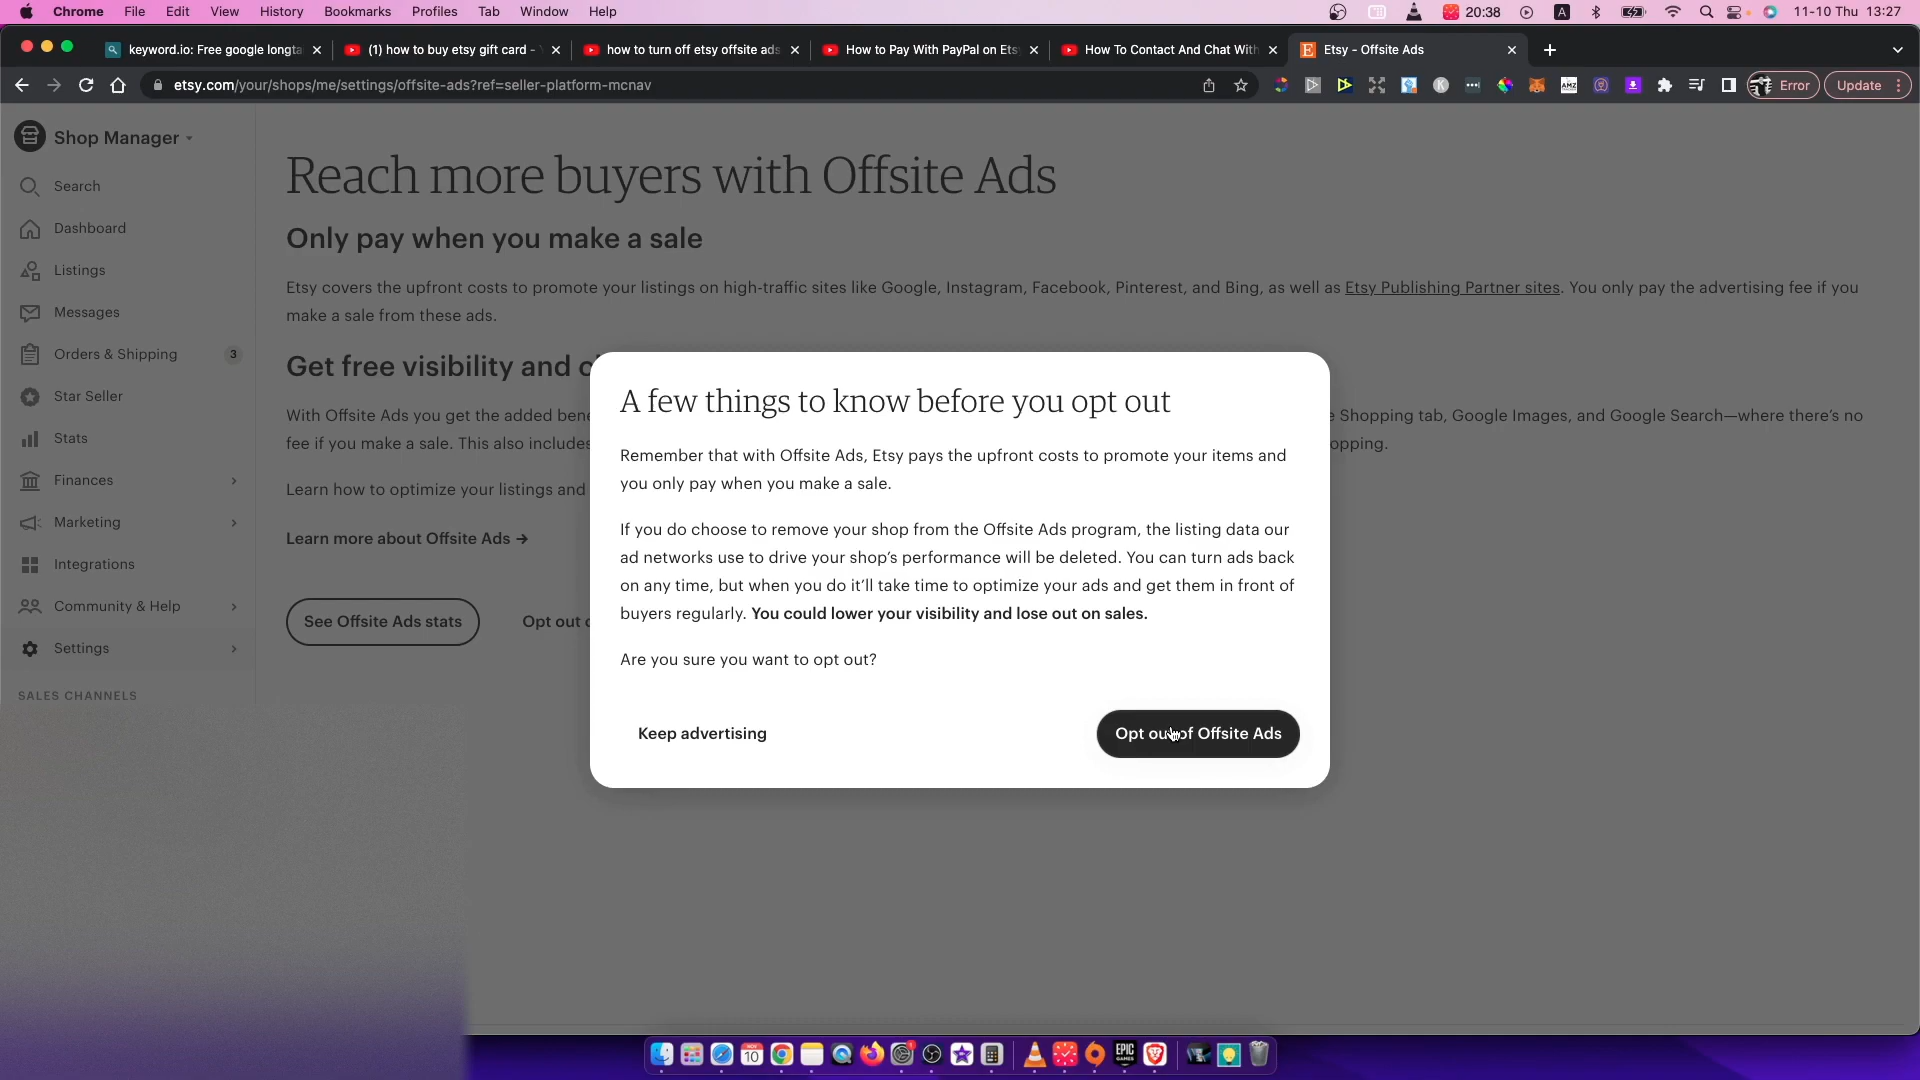 Chrome File Edit View History Bookmarks Profiles Tab Window Help
20:38
A
11-10 Thu 13:27
keyword.io: Free google longta
(1) how to buy etsy gift card -
how to turn off etsy offsite ads
How to Pay With PayPal on Ets
How To Contact And Chat With
Etsy - Offsite Ads
etsy.com/your/shops/me/settings/offsite-ads?ref=seller-platform-mcnav
K
AMZ
Error
Update
Shop Manager
Search
Dashboard
Listings
Messages
Orders & Shipping 3
Star Seller
Stats
Finances
Marketing
Integrations
Community & Help
Settings
SALES CHANNELS
Reach more buyers with Offsite Ads
Only pay when you make a sale
Etsy covers the upfront costs to promote your listings on high-traffic sites like Google, Instagram, Facebook, Pinterest, and Bing, as well as Etsy Publishing Partner sites. You only pay the advertising fee if you
make a sale from these ads.
Get free visibility and
With Offsite Ads you get the added Shopping tab, Google Images, and Google Search—where there's no
fee if you make a sale. This also includes
Learn how to optimize your listings and
Learn more about Offsite Ads →
See Offsite Ads stats
Opt out
A few things to know before you opt out
Remember that with Offsite Ads, Etsy pays the upfront costs to promote your items and
you only pay when you make a sale.
If you do choose to remove your shop from the Offsite Ads program, the listing data our
ad networks use to drive your shop's performance will be deleted. You can turn ads back
on any time, but when you do it'll take time to optimize your ads and get them in front of
buyers regularly. You could lower your visibility and lose out on sales.
Are you sure you want to opt out?
Keep advertising
Opt out of Offsite Ads
NOV
10
1
EPIC
GAMES